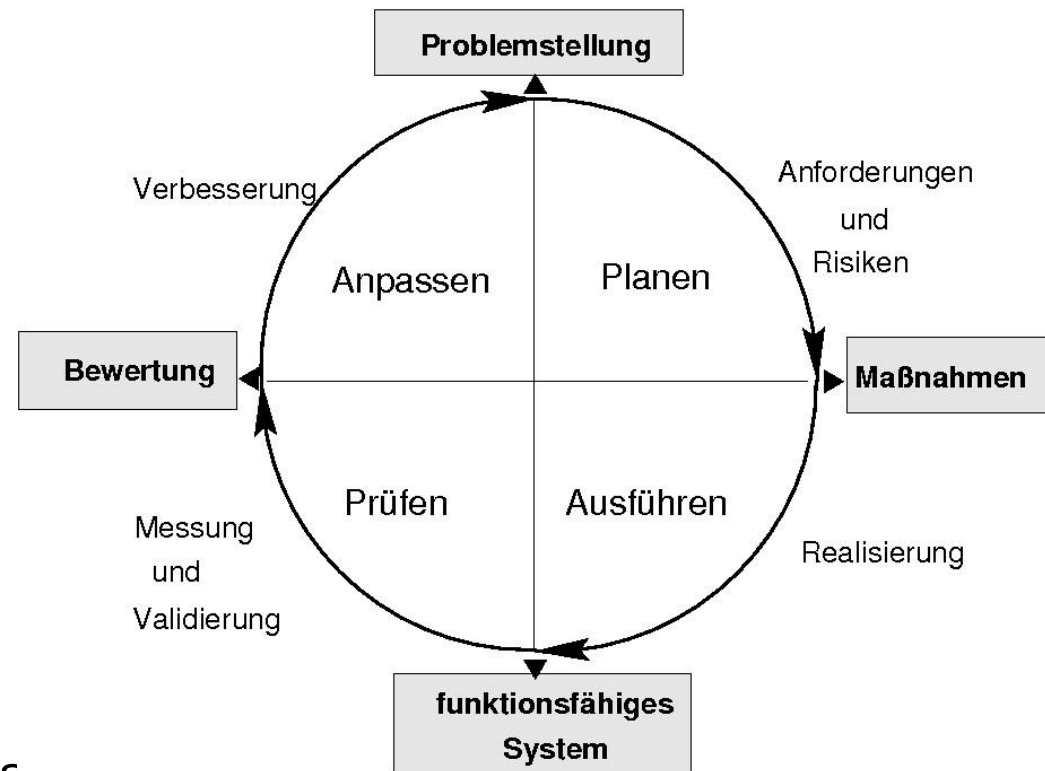 Problemstellung
Verbesserung
Anforderungen
und
Risiken
Anpassen
Planen
Bewertung
Maßnahmen
Prüfen
Ausführen
Messung
und
Validierung
Realisierung
funktionsfähiges
System